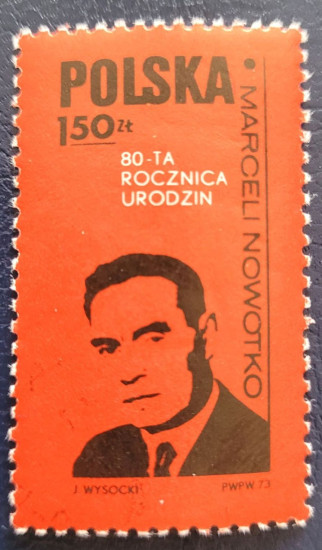 POLSKA
150 ZŁ
80-TA
ROCZNICA
URODZIN
• MARCELI NOWOTKO
J. WYSOCKI
PWPW 73